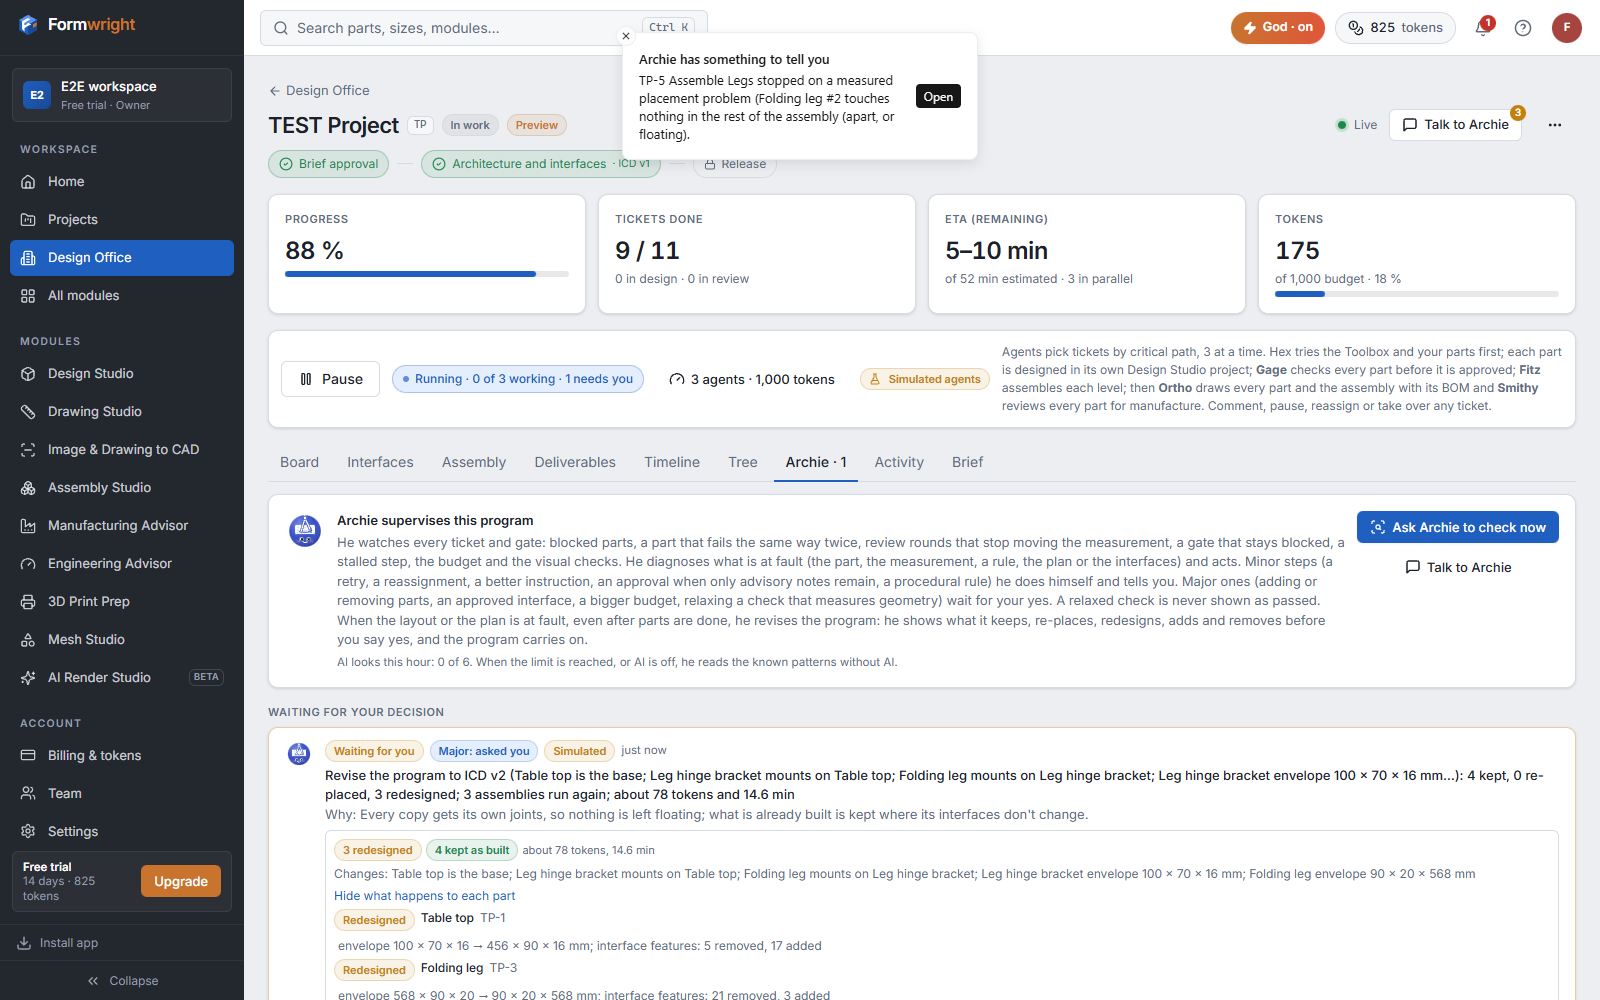 Formwright
Search parts, sizes, modules...
Ctrl K
God · on
825 tokens
1
F
E2
E2E workspace
Free trial · Owner
WORKSPACE
Home
Projects
Design Office
All modules
MODULES
Design Studio
Drawing Studio
Image & Drawing to CAD
Assembly Studio
Manufacturing Advisor
Engineering Advisor
3D Print Prep
Mesh Studio
AI Render Studio
BETA
ACCOUNT
Billing & tokens
Team
Settings
Free trial
14 days · 825
tokens
Upgrade
Install app
Collapse
Archie has something to tell you
TP-5 Assemble Legs stopped on a measured
placement problem (Folding leg #2 touches
nothing in the rest of the assembly (apart, or
floating).
Open
Design Office
TEST Project
TP
In work
Preview
Live
Talk to Archie
3
Brief approval
Architecture and interfaces · ICD v1
Release
PROGRESS
88 %
TICKETS DONE
9 / 11
0 in design · 0 in review
ETA (REMAINING)
5–10 min
of 52 min estimated · 3 in parallel
TOKENS
175
of 1,000 budget · 18 %
Pause
Running · 0 of 3 working · 1 needs you
3 agents · 1,000 tokens
Simulated agents
Agents pick tickets by critical path, 3 at a time. Hex tries the Toolbox and your parts first; each part
is designed in its own Design Studio project; Gage checks every part before it is approved; Fitz
assembles each level; then Ortho draws every part and the assembly with its BOM and Smithy
reviews every part for manufacture. Comment, pause, reassign or take over any ticket.
Board
Interfaces
Assembly
Deliverables
Timeline
Tree
Archie · 1
Activity
Brief
Archie supervises this program
He watches every ticket and gate: blocked parts, a part that fails the same way twice, review rounds that stop moving the measurement, a gate that stays blocked, a
stalled step, the budget and the visual checks. He diagnoses what is at fault (the part, the measurement, a rule, the plan or the interfaces) and acts. Minor steps (a
retry, a reassignment, a better instruction, an approval when only advisory notes remain, a procedural rule) he does himself and tells you. Major ones (adding or
removing parts, an approved interface, a bigger budget, relaxing a check that measures geometry) wait for your yes. A relaxed check is never shown as passed.
When the layout or the plan is at fault, even after parts are done, he revises the program: he shows what it keeps, re-places, redesigns, adds and removes before
you say yes, and the program carries on.
AI looks this hour: 0 of 6. When the limit is reached, or AI is off, he reads the known patterns without AI.
Ask Archie to check now
Talk to Archie
WAITING FOR YOUR DECISION
Waiting for you
Major: asked you
Simulated
just now
Revise the program to ICD v2 (Table top is the base; Leg hinge bracket mounts on Table top; Folding leg mounts on Leg hinge bracket; Leg hinge bracket envelope 100 × 70 × 16 mm...): 4 kept, 0 re-
placed, 3 redesigned; 3 assemblies run again; about 78 tokens and 14.6 min
Why: Every copy gets its own joints, so nothing is left floating; what is already built is kept where its interfaces don't change.
3 redesigned
4 kept as built
about 78 tokens, 14.6 min
Changes: Table top is the base; Leg hinge bracket mounts on Table top; Folding leg mounts on Leg hinge bracket; Leg hinge bracket envelope 100 × 70 × 16 mm; Folding leg envelope 90 × 20 × 568 mm
Hide what happens to each part
Redesigned
Table top TP-1
envelope 100 × 70 × 16 → 456 × 90 × 16 mm; interface features: 5 removed, 17 added
Redesigned
Folding leg TP-3
envelope 568 × 90 × 20 → 90 × 20 × 568 mm; interface features: 21 removed, 3 added